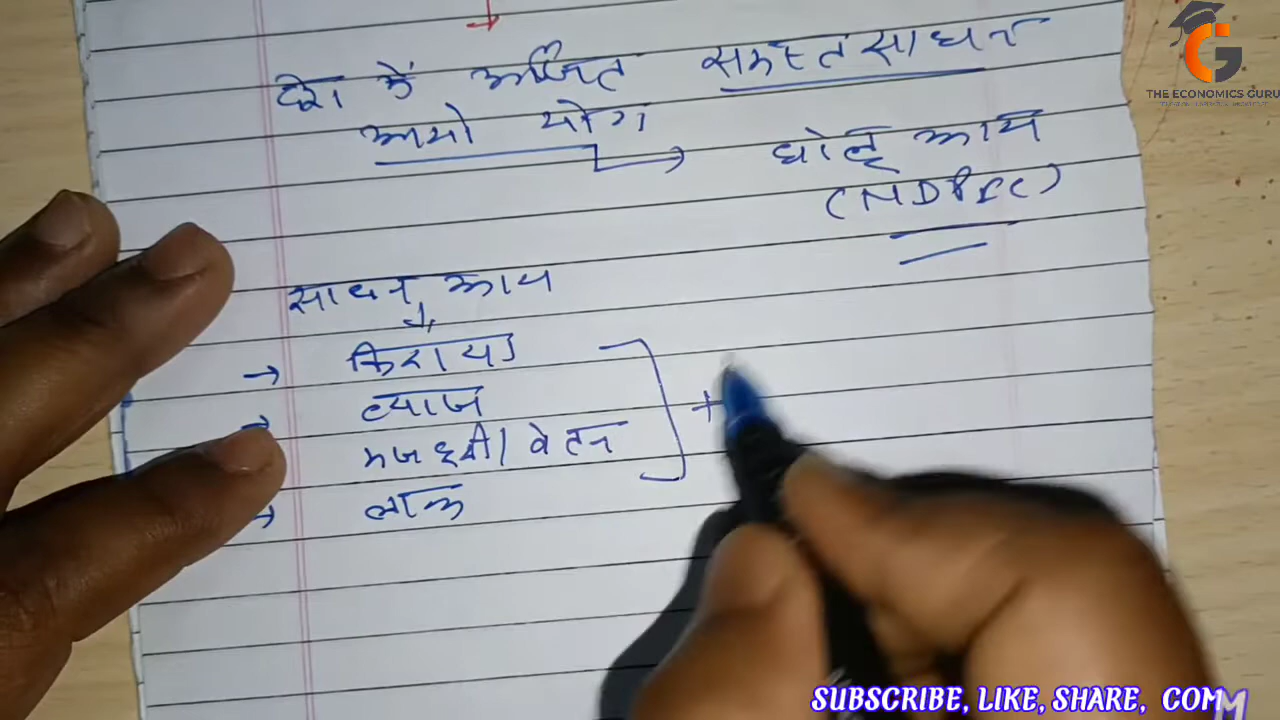 देश में अर्जित समस्त साधन
आयो योग
घरेलू आय
(NDPFC)
साधन आय
→ किराया
→ ब्याज
मजदूरी / वेतन
→ लाभ
+
THE ECONOMICS GURU
SUBSCRIBE, LIKE, SHARE, COM